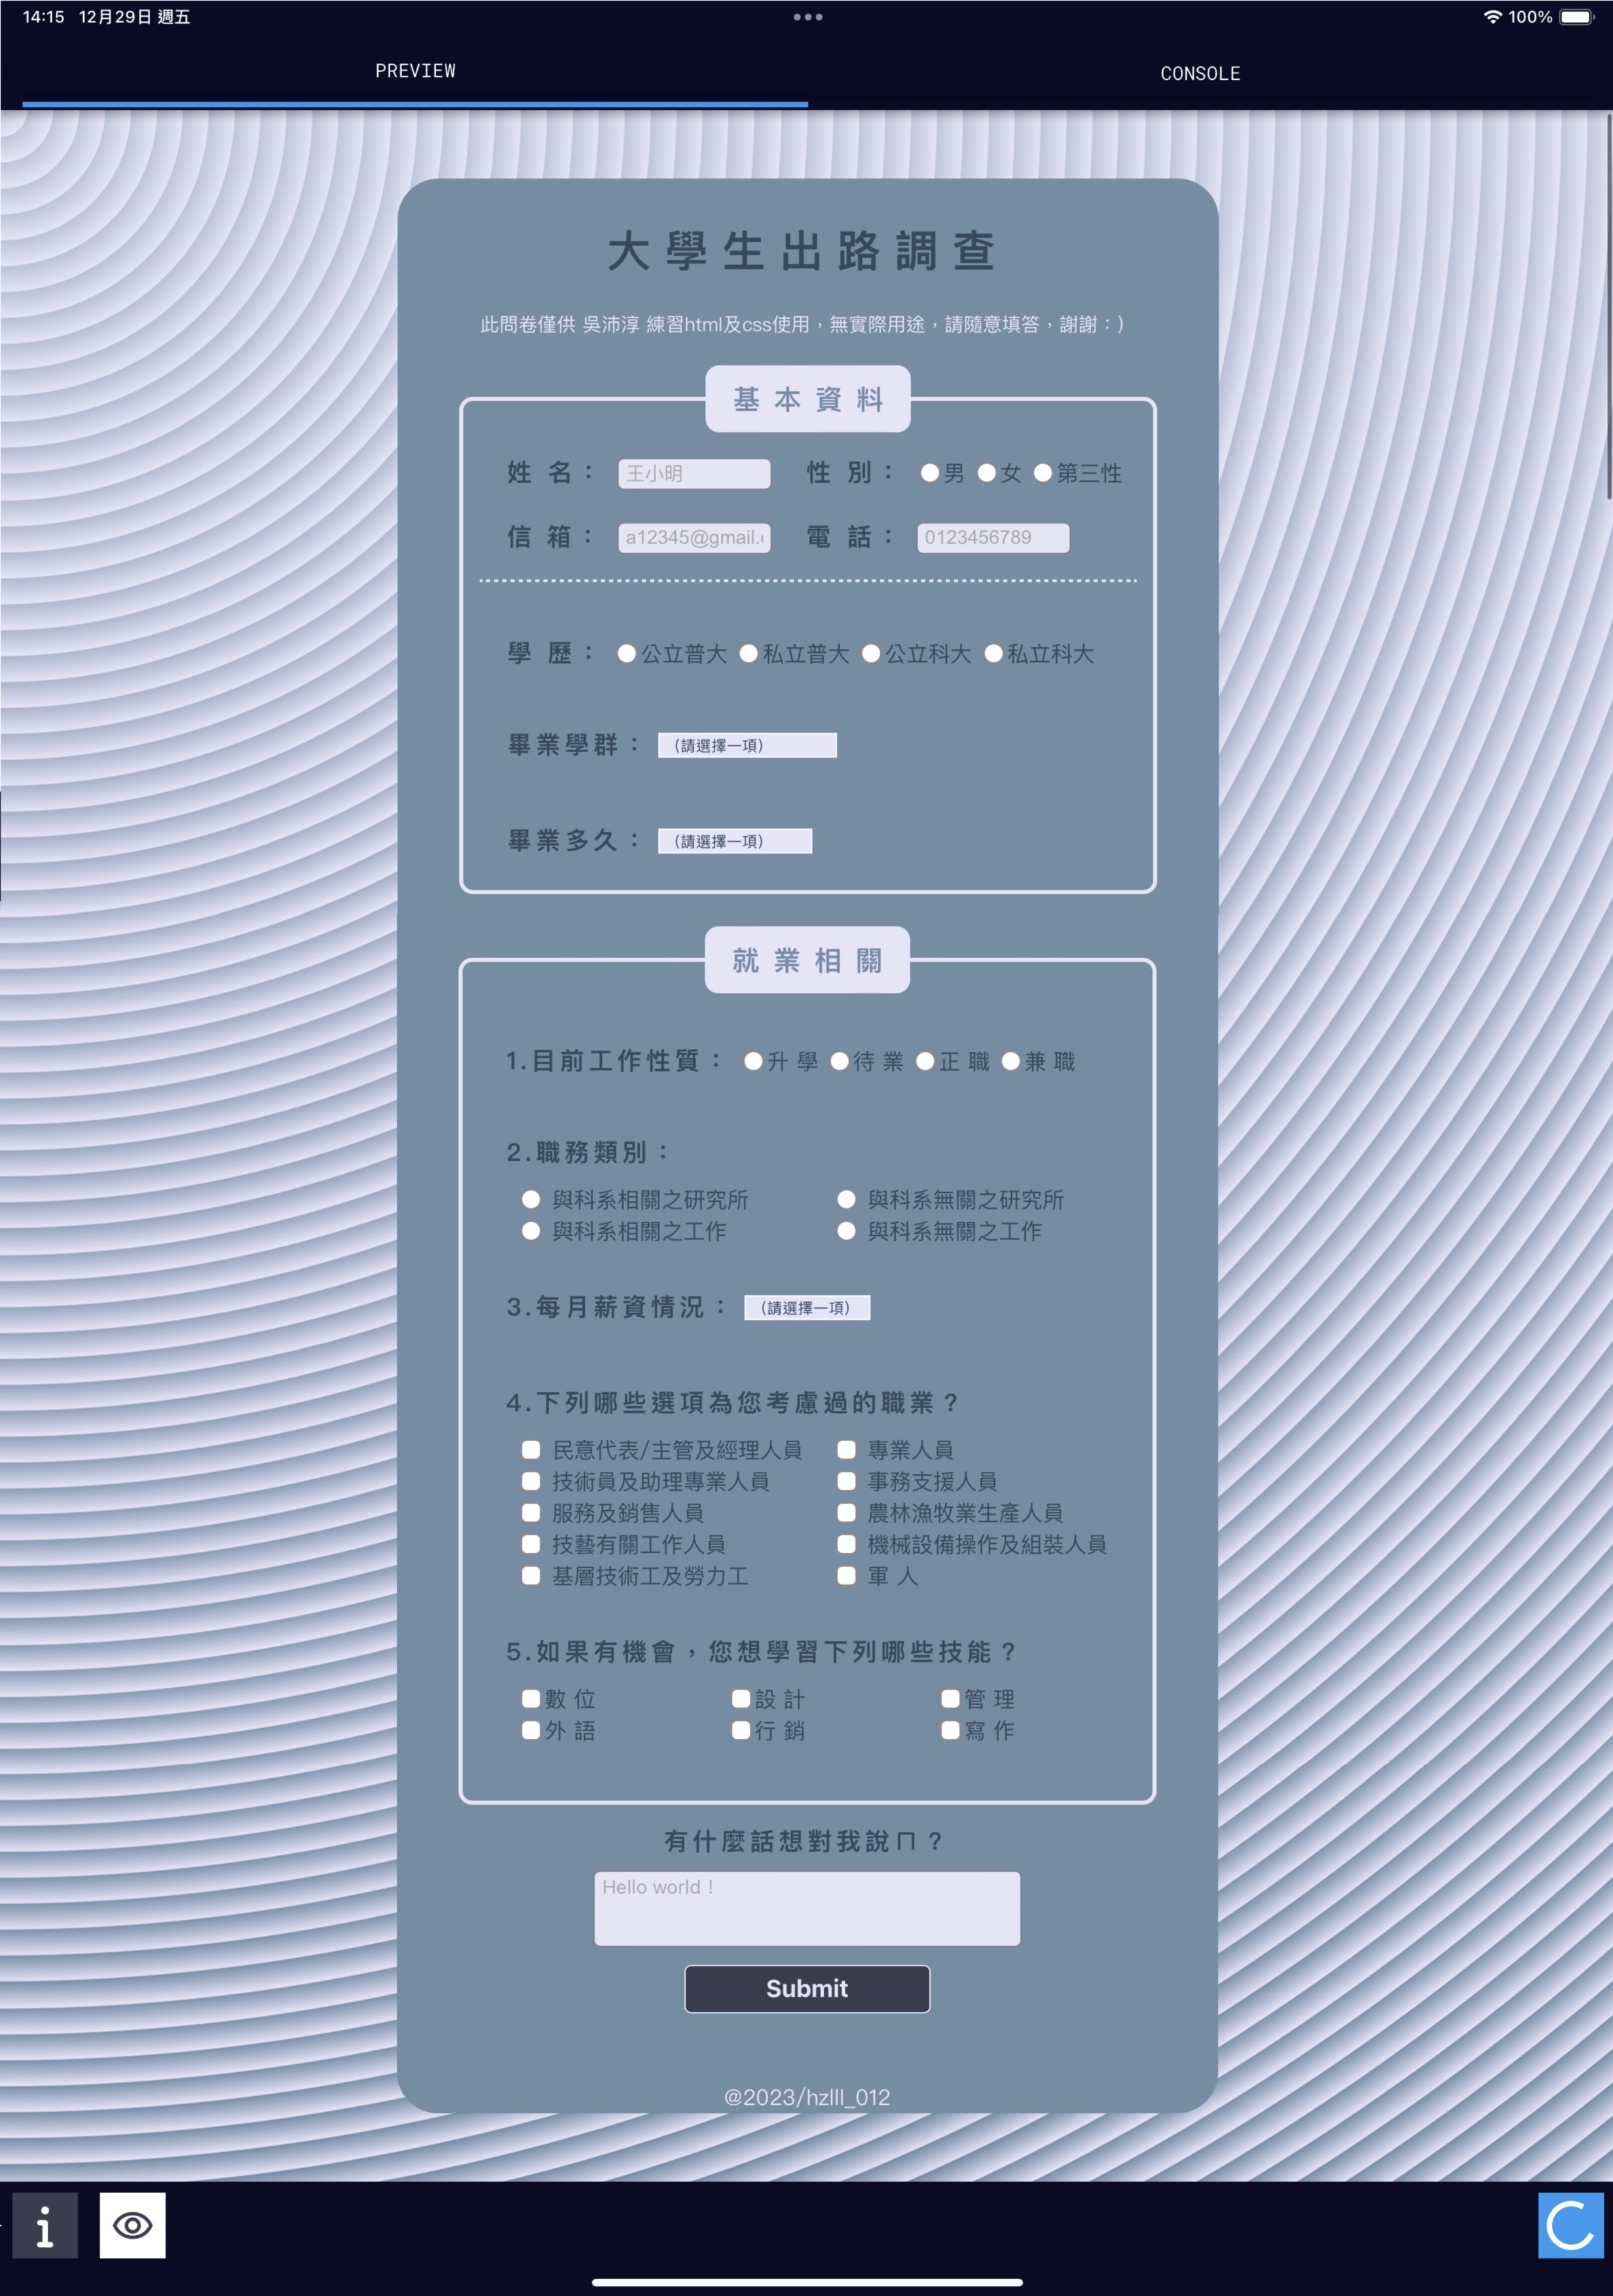 14:15 12月29日 週五
100%
PREVIEW
CONSOLE
大學生出路調查
此問卷僅供 吳沛淳 練習html及css使用，無實際用途，請隨意填答，謝謝：）
基本資料
姓 名： 王小明 性 別： 男 女 第三性
信 箱： a12345@gmail.c 電 話： 0123456789
學 歷： 公立普大 私立普大 公立科大 私立科大
畢業學群： （請選擇一項）
畢業多久： （請選擇一項）
就業相關
1.目前工作性質： 升 學 待 業 正 職 兼 職
2.職務類別：
與科系相關之研究所 與科系無關之研究所
與科系相關之工作 與科系無關之工作
3.每月薪資情況： （請選擇一項）
4.下列哪些選項為您考慮過的職業？
民意代表/主管及經理人員 專業人員
技術員及助理專業人員 事務支援人員
服務及銷售人員 農林漁牧業生產人員
技藝有關工作人員 機械設備操作及組裝人員
基層技術工及勞力工 軍 人
5.如果有機會，您想學習下列哪些技能？
數 位 設 計 管 理
外 語 行 銷 寫 作
有什麼話想對我說ㄇ？
Hello world！
Submit
@2023/hzlll_012